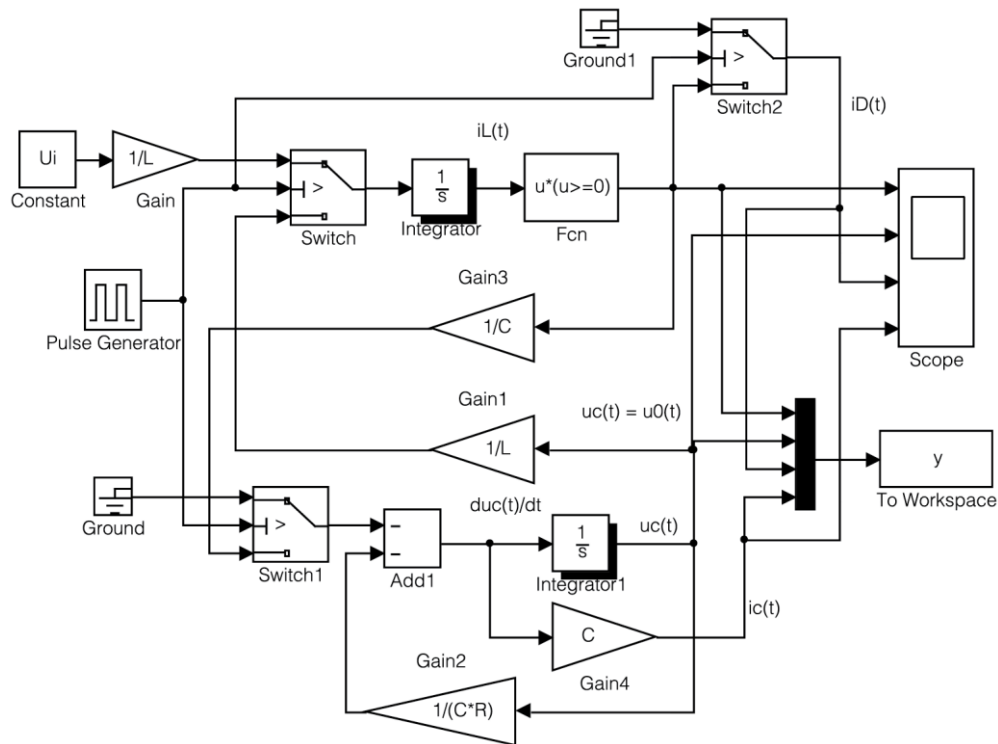 Ground1
>
Switch2
iD(t)
iL(t)
Ui
Constant
1/L
Gain
>
Switch
1
s
Integrator
u*(u>=0)
Fcn
Pulse Generator
Gain3
1/C
Scope
Gain1
1/L
uc(t) = u0(t)
y
To Workspace
Ground
>
Switch1
−
−
Add1
duc(t)/dt
1
s
Integrator1
uc(t)
C
Gain4
ic(t)
Gain2
1/(C*R)